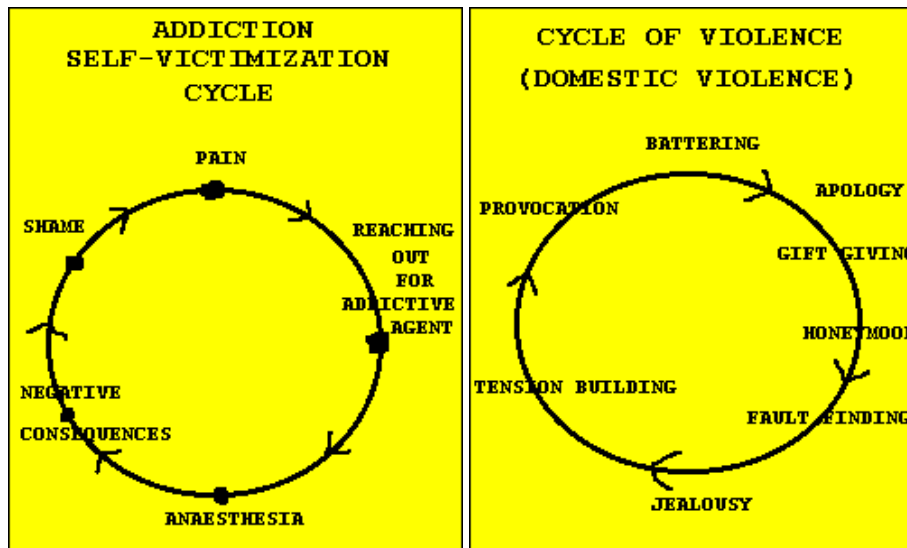 ADDICTION
SELF-VICTIMIZATION
CYCLE
PAIN
SHAME
REACHING
OUT
FOR
ADDICTIVE
AGENT
NEGATIVE
CONSEQUENCES
ANAESTHESIA
CYCLE OF VIOLENCE
(DOMESTIC VIOLENCE)
BATTERING
APOLOGY
PROVOCATION
GIFT GIVING
HONEYMOON
TENSION BUILDING
FAULT FINDING
JEALOUSY